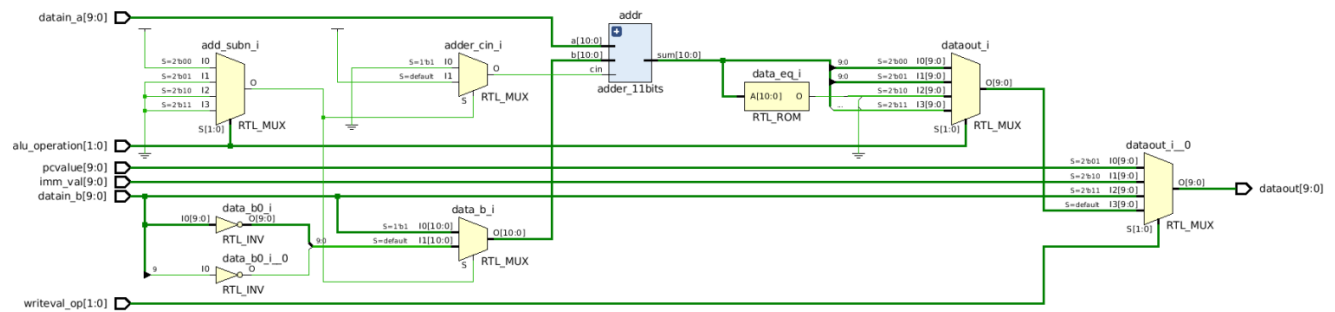 datain_a[9:0]
add_subn_i
S=2'b00 I0
S=2'b01 I1
S=2'b10 I2
S=2'b11 I3
O
S[1:0]
RTL_MUX
adder_cin_i
S=1'b1 I0
S=default I1
O
S
RTL_MUX
addr
a[10:0]
b[10:0]
cin
sum[10:0]
adder_11bits
data_eq_i
A[10:0] O
RTL_ROM
dataout_i
9:0 S=2'b00 I0[9:0]
9:0 S=2'b01 I1[9:0]
S=2'b10 I2[9:0]
.. S=2'b11 I3[9:0]
O[9:0]
S[1:0]
RTL_MUX
alu_operation[1:0]
pcvalue[9:0]
imm_val[9:0]
datain_b[9:0]
dataout_i__0
S=2'b01 I0[9:0]
S=2'b10 I1[9:0]
S=2'b11 I2[9:0]
S=default I3[9:0]
O[9:0]
S[1:0]
RTL_MUX
dataout[9:0]
data_b0_i
I0[9:0] O[9:0]
RTL_INV
9:0
data_b0_i__0
9 I0 O
RTL_INV
data_b_i
S=1'b1 I0[10:0]
S=default I1[10:0]
O[10:0]
S
RTL_MUX
writeval_op[1:0]